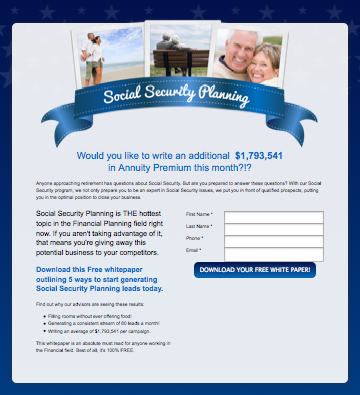 Social Security Planning
Would you like to write an additional $1,793,541
in Annuity Premium this month?!?
Anyone approaching retirement has questions about Social Security. But are you prepared to answer these questions? With our Social
Security program, we not only prepare you to be an expert in Social Security issues, we put you in front of qualified prospects, putting
you in the optimal position to close your business.
Social Security Planning is THE hottest
topic in the Financial Planning field right
now. If you aren't taking advantage of it,
that means you're giving away this
potential business to your competitors.
Download this Free whitepaper
outlining 5 ways to start generating
Social Security Planning leads today.
Find out why our advisors are seeing these results:
• Filling rooms without ever offering food!
• Generating a consistent stream of 60 leads a month!
• Writing an average of $1,793,541 per campaign.
This whitepaper is an absolute must read for anyone working in
the Financial field. Best of all, it's 100% FREE.
First Name *
Last Name *
Phone *
Email *
DOWNLOAD YOUR FREE WHITE PAPER!